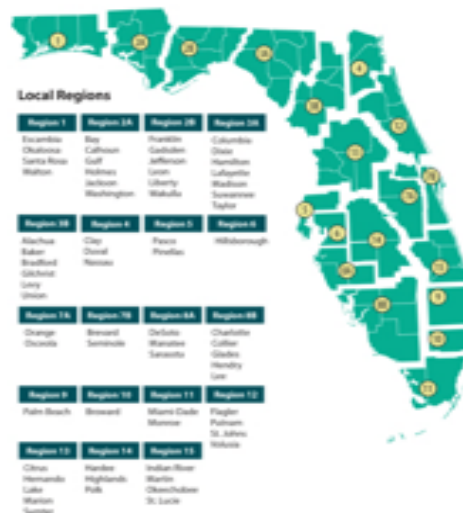 Local Regions
Region 1
Escambia
Okaloosa
Santa Rosa
Walton
Region 2A
Bay
Calhoun
Gulf
Holmes
Jackson
Washington
Region 2B
Franklin
Gadsden
Jefferson
Leon
Liberty
Wakulla
Region 3A
Columbia
Dixie
Hamilton
Lafayette
Madison
Suwannee
Taylor
Region 3B
Alachua
Baker
Bradford
Gilchrist
Levy
Union
Region 4
Clay
Duval
Nassau
Region 5
Pasco
Pinellas
Region 6
Hillsborough
Region 7A
Orange
Osceola
Region 7B
Brevard
Seminole
Region 8A
DeSoto
Manatee
Sarasota
Region 8B
Charlotte
Collier
Glades
Hendry
Lee
Region 9
Palm Beach
Region 10
Broward
Region 11
Miami-Dade
Monroe
Region 12
Flagler
Putnam
St. Johns
Volusia
Region 13
Citrus
Hernando
Lake
Marion
Sumter
Region 14
Hardee
Highlands
Polk
Region 15
Indian River
Martin
Okeechobee
St. Lucie